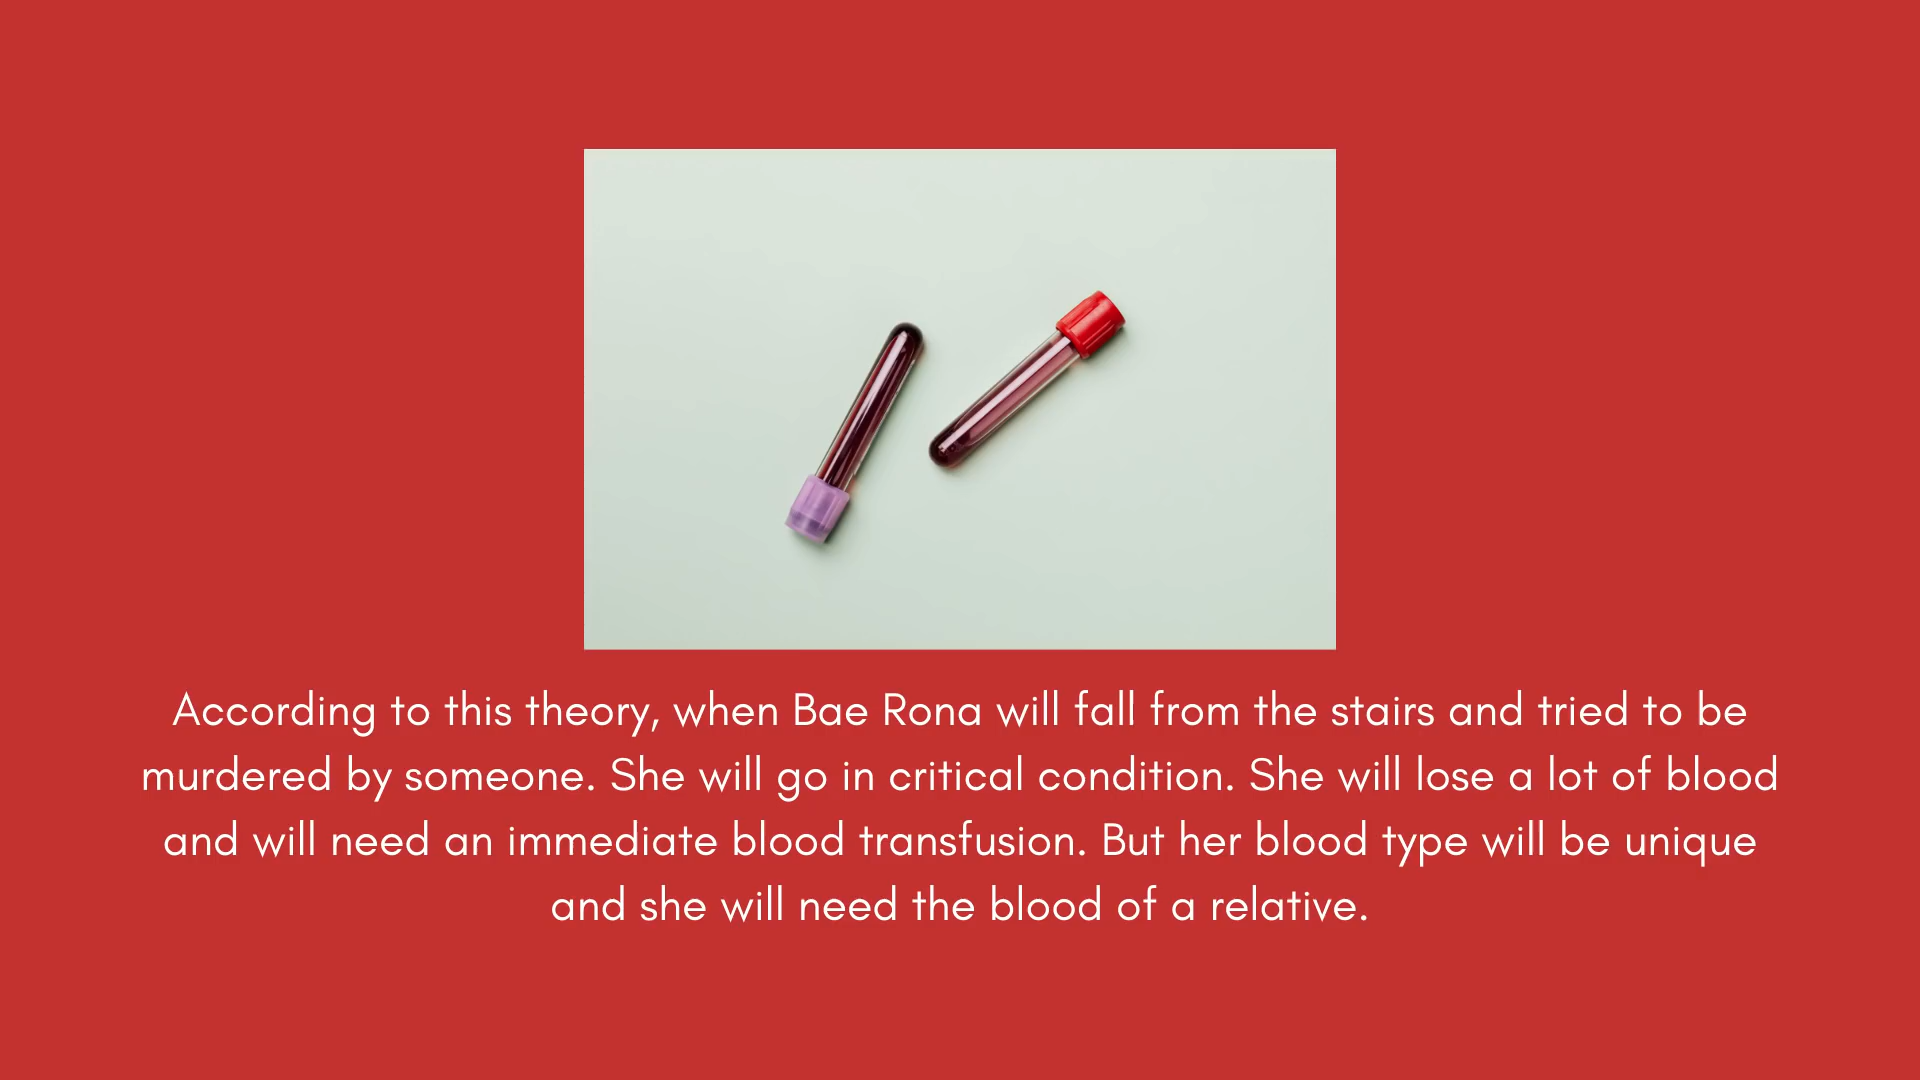 According to this theory, when Bae Rona will fall from the stairs and tried to be
murdered by someone. She will go in critical condition. She will lose a lot of blood
and will need an immediate blood transfusion. But her blood type will be unique
and she will need the blood of a relative.